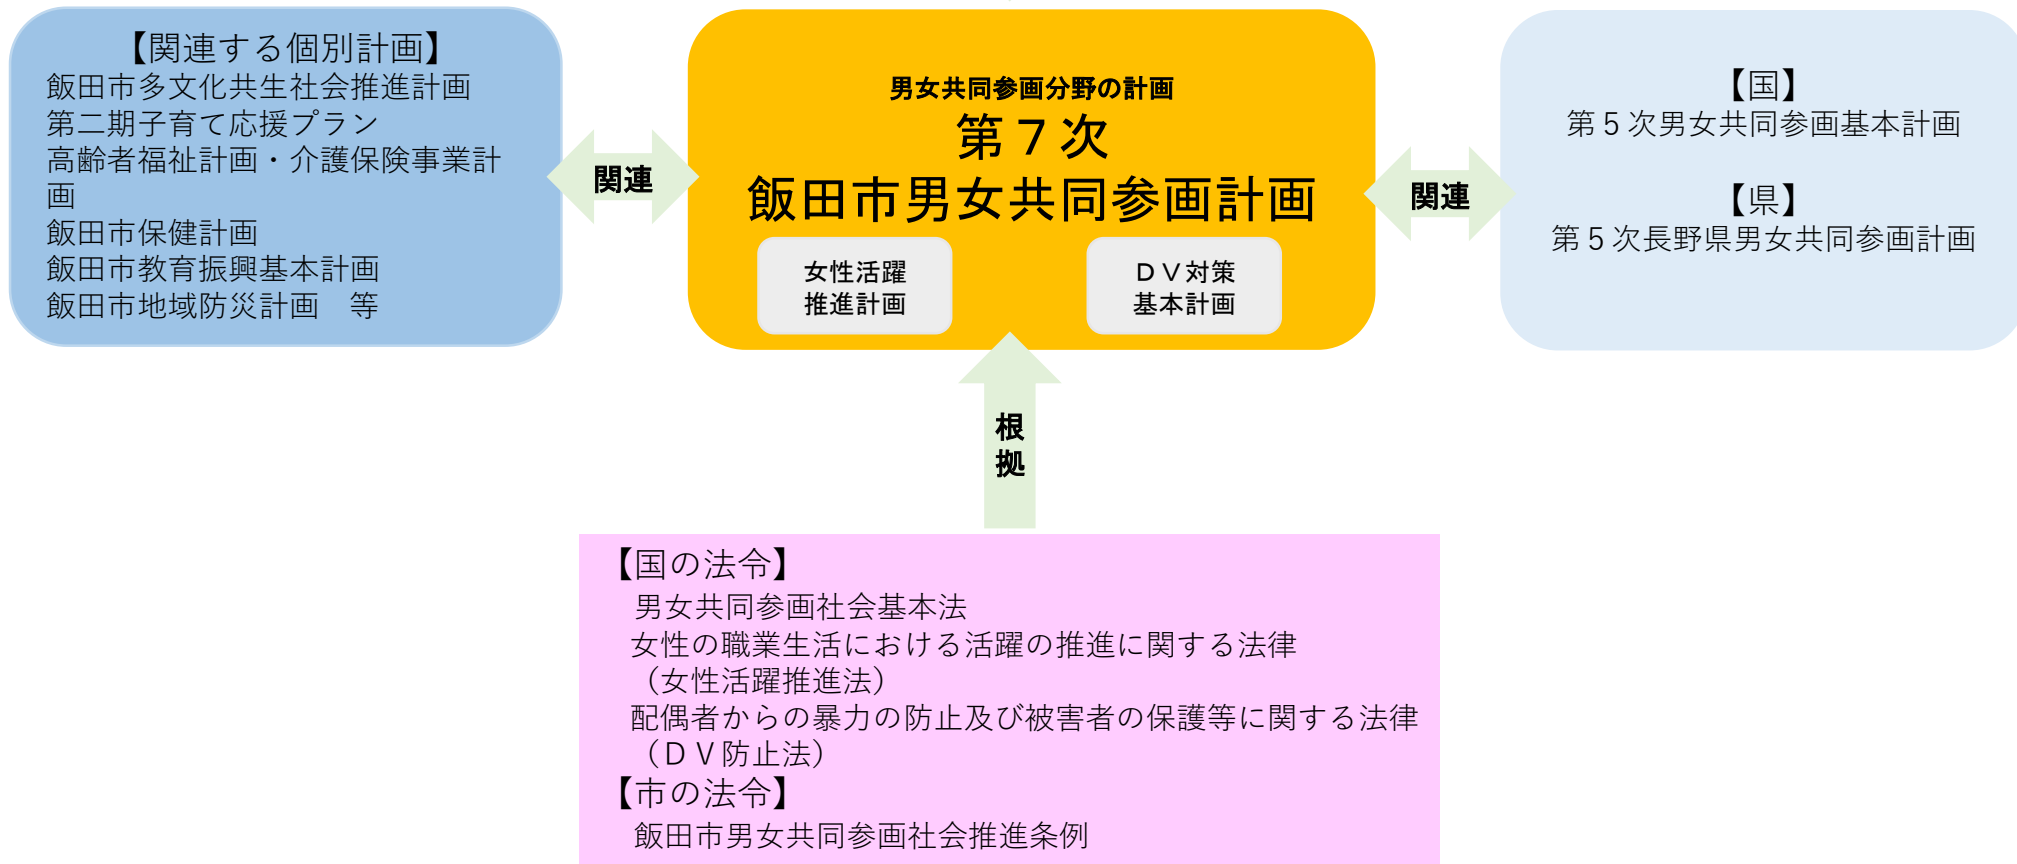 【関連する個別計画】
飯田市多文化共生社会推進計画
第二期子育て応援プラン
高齢者福祉計画・介護保険事業計
画
飯田市保健計画
飯田市教育振興基本計画
飯田市地域防災計画　等
関連
男女共同参画分野の計画
第７次
飯田市男女共同参画計画
女性活躍
推進計画
ＤＶ対策
基本計画
関連
【国】
第５次男女共同参画基本計画
【県】
第５次長野県男女共同参画計画
根
拠
【国の法令】
男女共同参画社会基本法
女性の職業生活における活躍の推進に関する法律
（女性活躍推進法）
配偶者からの暴力の防止及び被害者の保護等に関する法律
（ＤＶ防止法）
【市の法令】
飯田市男女共同参画社会推進条例